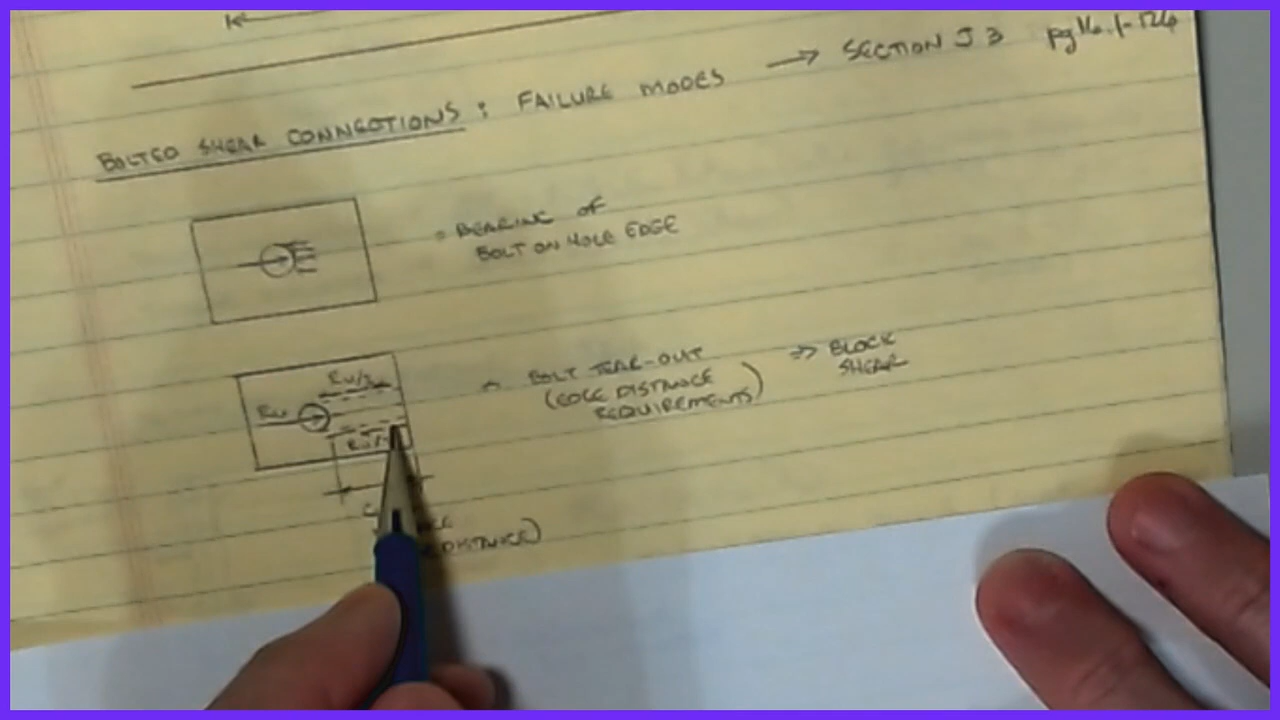 BOLTED SHEAR CONNECTIONS : FAILURE MODES → SECTION J3 pg 16.1-
• BEARING OF
BOLT ON HOLE EDGE
Ru/2
Ru
• BOLT TEAR-OUT ⇒ BLOCK
(EDGE DISTANCE SHEAR
REQUIREMENTS)
DISTANCE)